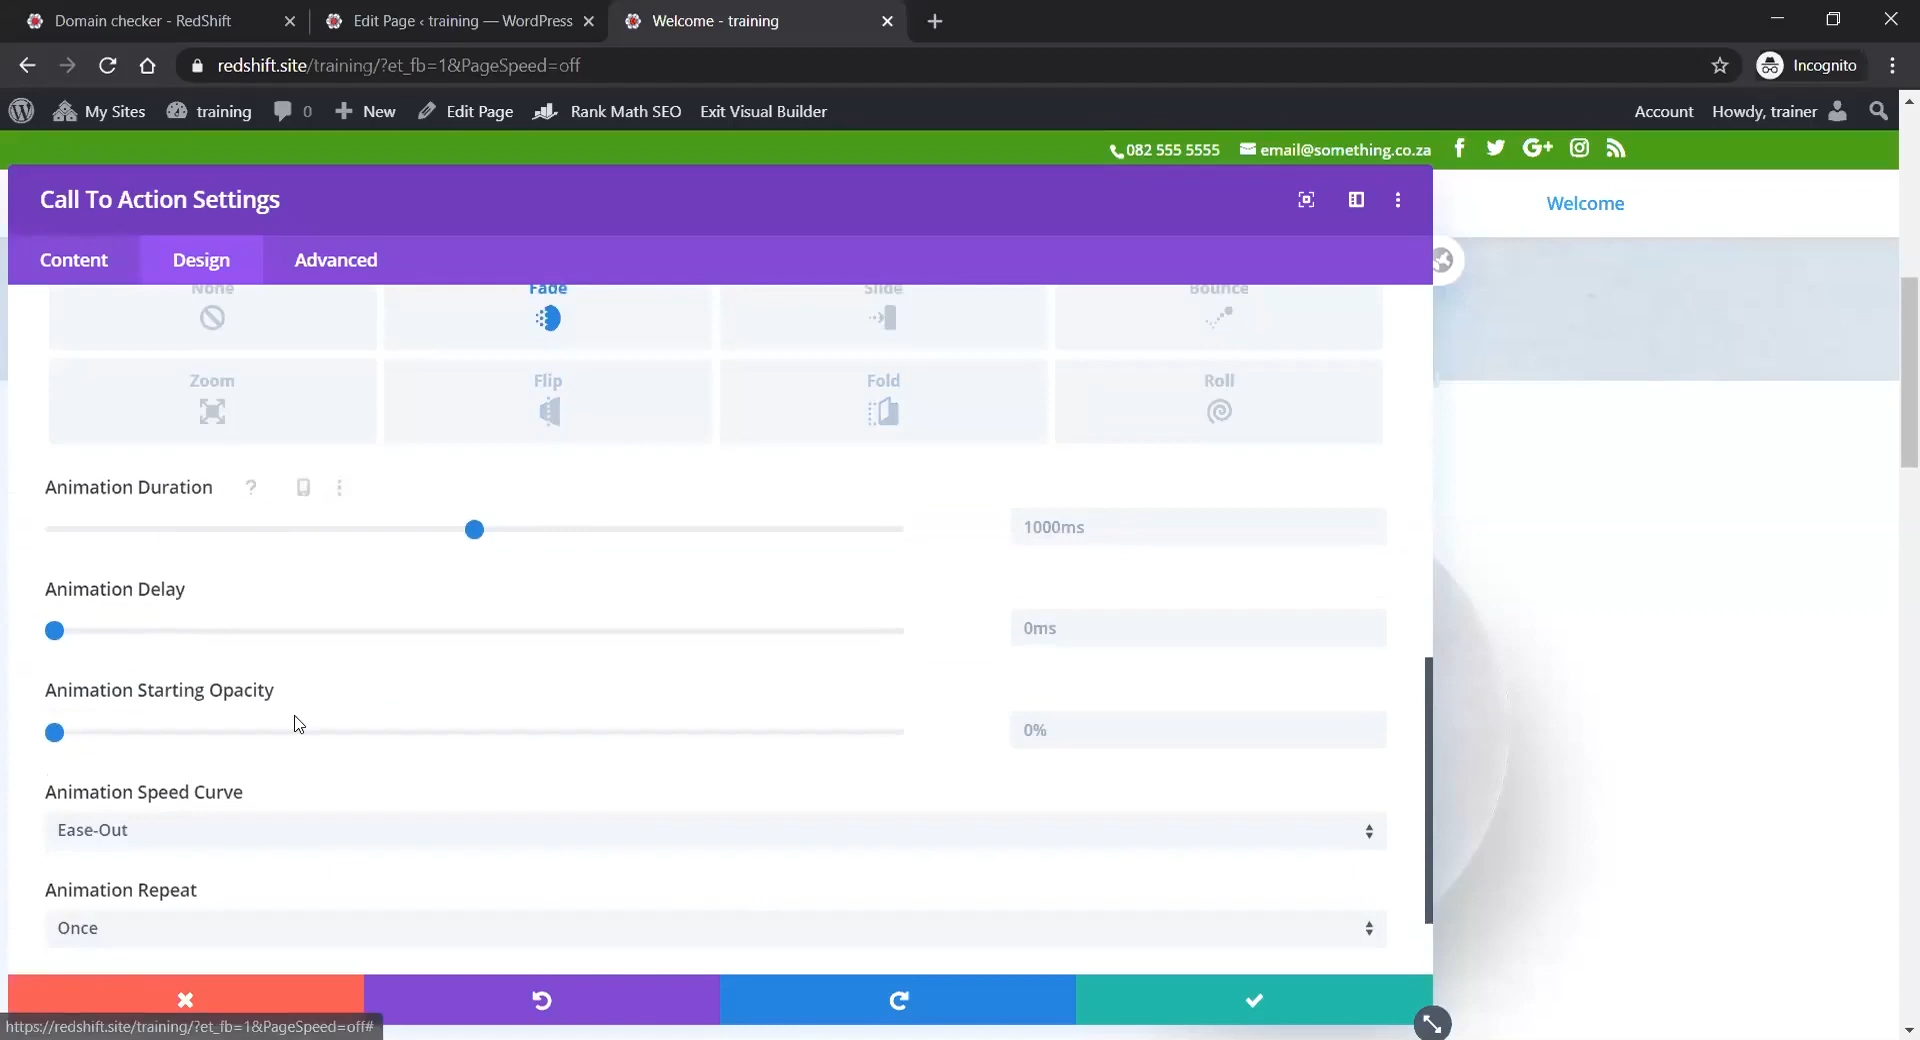 Domain checker - RedShift
Edit Page ‹ training — WordPress
Welcome - training
redshift.site/training/?et_fb=1&PageSpeed=off
Incognito
My Sites
training
0
New
Edit Page
Rank Math SEO
Exit Visual Builder
Account
Howdy, trainer
082 555 5555
email@something.co.za
Call To Action Settings
Welcome
Content
Design
Advanced
None
Fade
Slide
Bounce
Zoom
Flip
Fold
Roll
Animation Duration
?
1000ms
Animation Delay
0ms
Animation Starting Opacity
0%
Animation Speed Curve
Ease-Out
Animation Repeat
Once
https://redshift.site/training/?et_fb=1&PageSpeed=off#